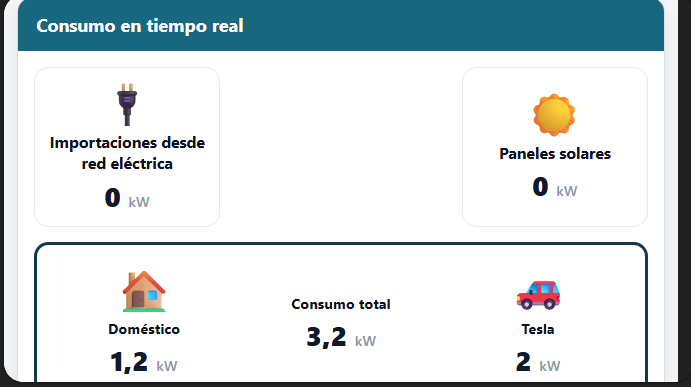 Consumo en tiempo real
Importaciones desde
red eléctrica
0 kW
Paneles solares
0 kW
Doméstico
1,2 kW
Consumo total
3,2 kW
Tesla
2 kW